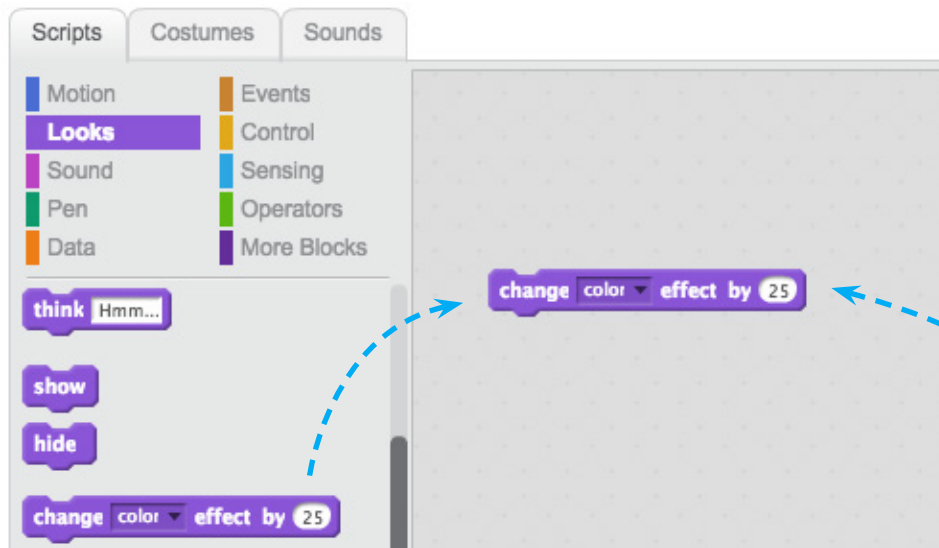 Scripts Costumes Sounds
Motion Events
Looks Control
Sound Sensing
Pen Operators
Data More Blocks
think Hmm...
show
hide
change color effect by 25
change color effect by 25